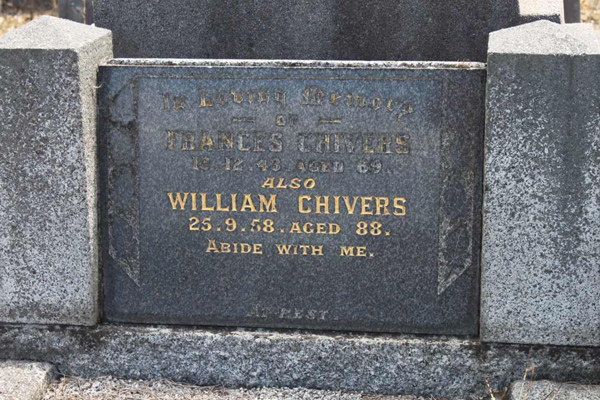 In Loving Memory
OF
FRANCES CHIVERS
AGED 69.
ALSO
WILLIAM CHIVERS
25.9.58. AGED 88.
ABIDE WITH ME.
AT REST